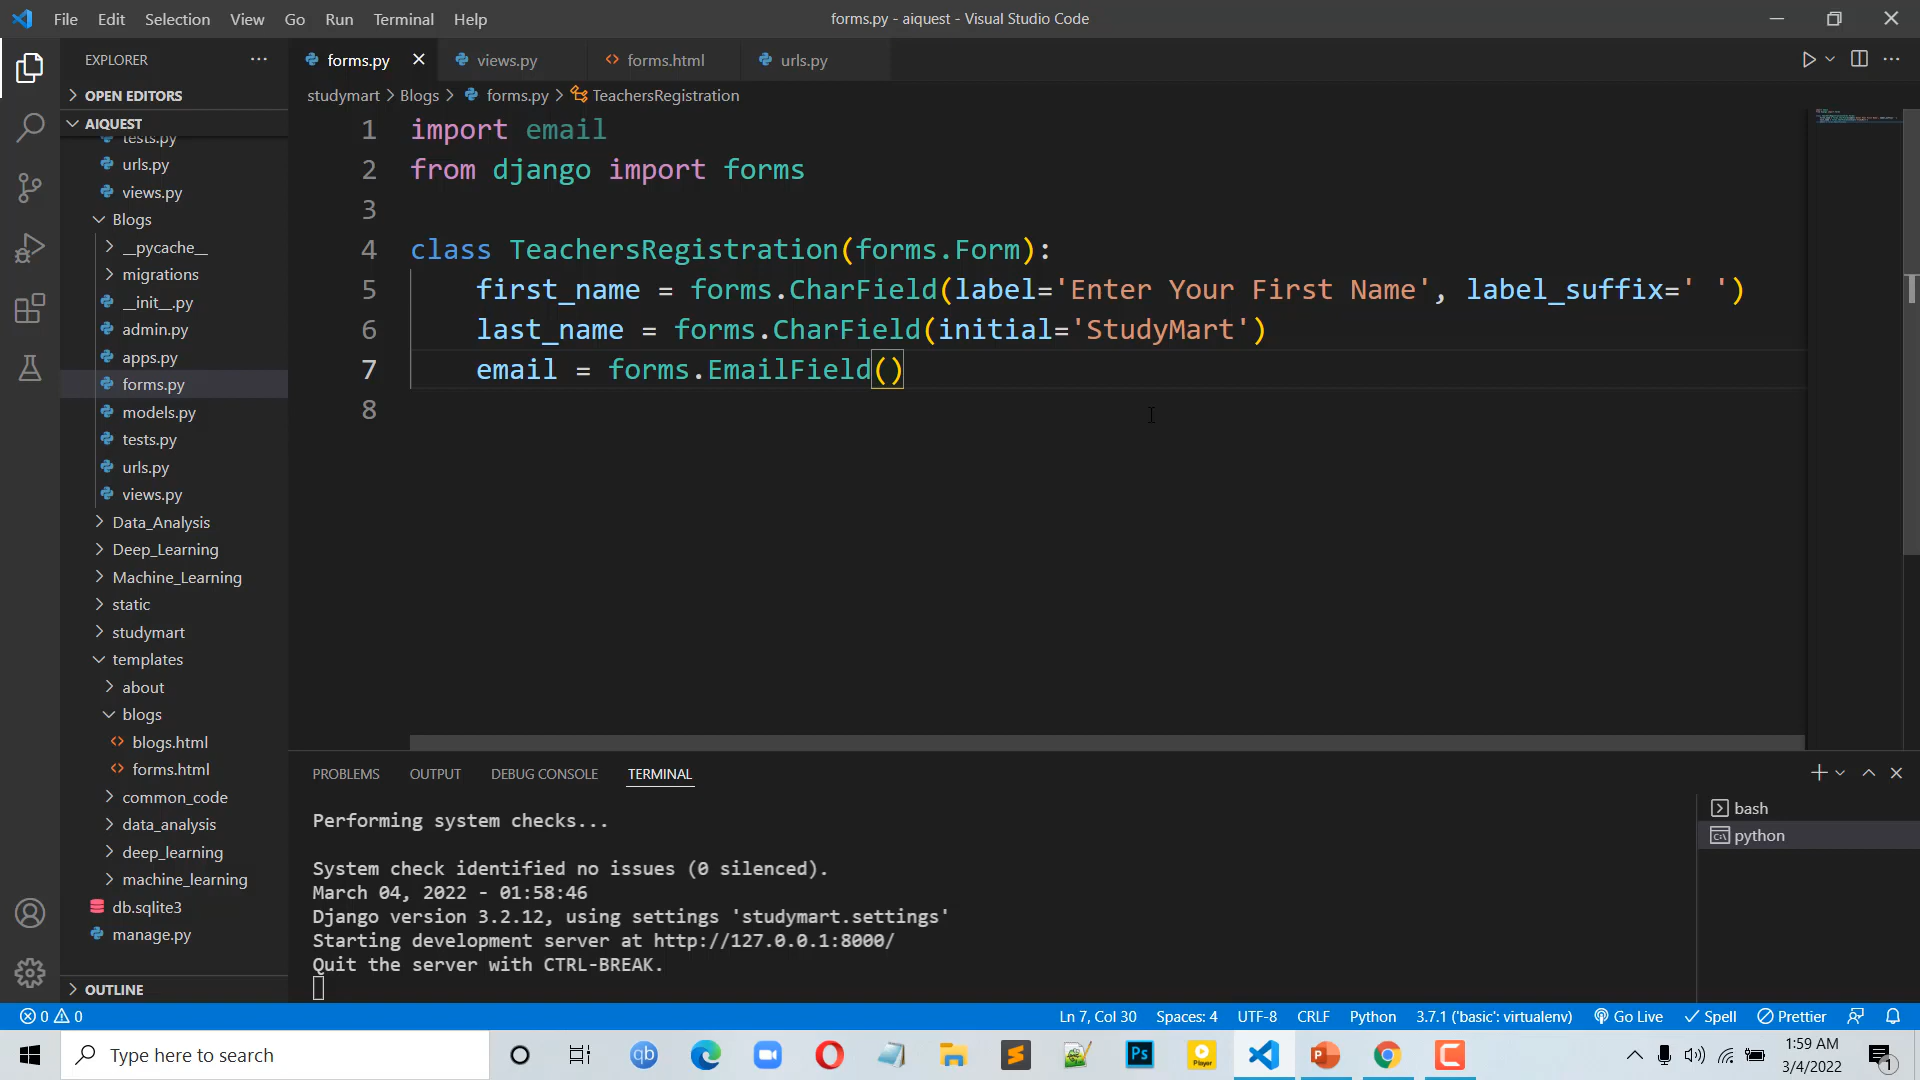 File Edit Selection View Go Run Terminal Help
forms.py - aiquest - Visual Studio Code
EXPLORER ...
forms.py
views.py
forms.html
urls.py
studymart > Blogs > forms.py > TeachersRegistration
OPEN EDITORS
AIQUEST
tests.py
urls.py
views.py
Blogs
__pycache__
migrations
__init__.py
admin.py
apps.py
forms.py
models.py
tests.py
urls.py
views.py
Data_Analysis
Deep_Learning
Machine_Learning
static
studymart
templates
about
blogs
blogs.html
forms.html
common_code
data_analysis
deep_learning
machine_learning
db.sqlite3
manage.py
OUTLINE
1 import email
2 from django import forms
3
4 class TeachersRegistration(forms.Form):
5 first_name = forms.CharField(label='Enter Your First Name', label_suffix=' ')
6 last_name = forms.CharField(initial='StudyMart')
7 email = forms.EmailField()
8
PROBLEMS OUTPUT DEBUG CONSOLE TERMINAL
Performing system checks...
System check identified no issues (0 silenced).
March 04, 2022 - 01:58:46
Django version 3.2.12, using settings 'studymart.settings'
Starting development server at http://127.0.0.1:8000/
Quit the server with CTRL-BREAK.
bash
python
0 0
Ln 7, Col 30 Spaces: 4 UTF-8 CRLF Python 3.7.1 ('basic': virtualenv) Go Live Spell Prettier
Type here to search
qb
Ps
Player
P
C
1:59 AM
3/4/2022
1